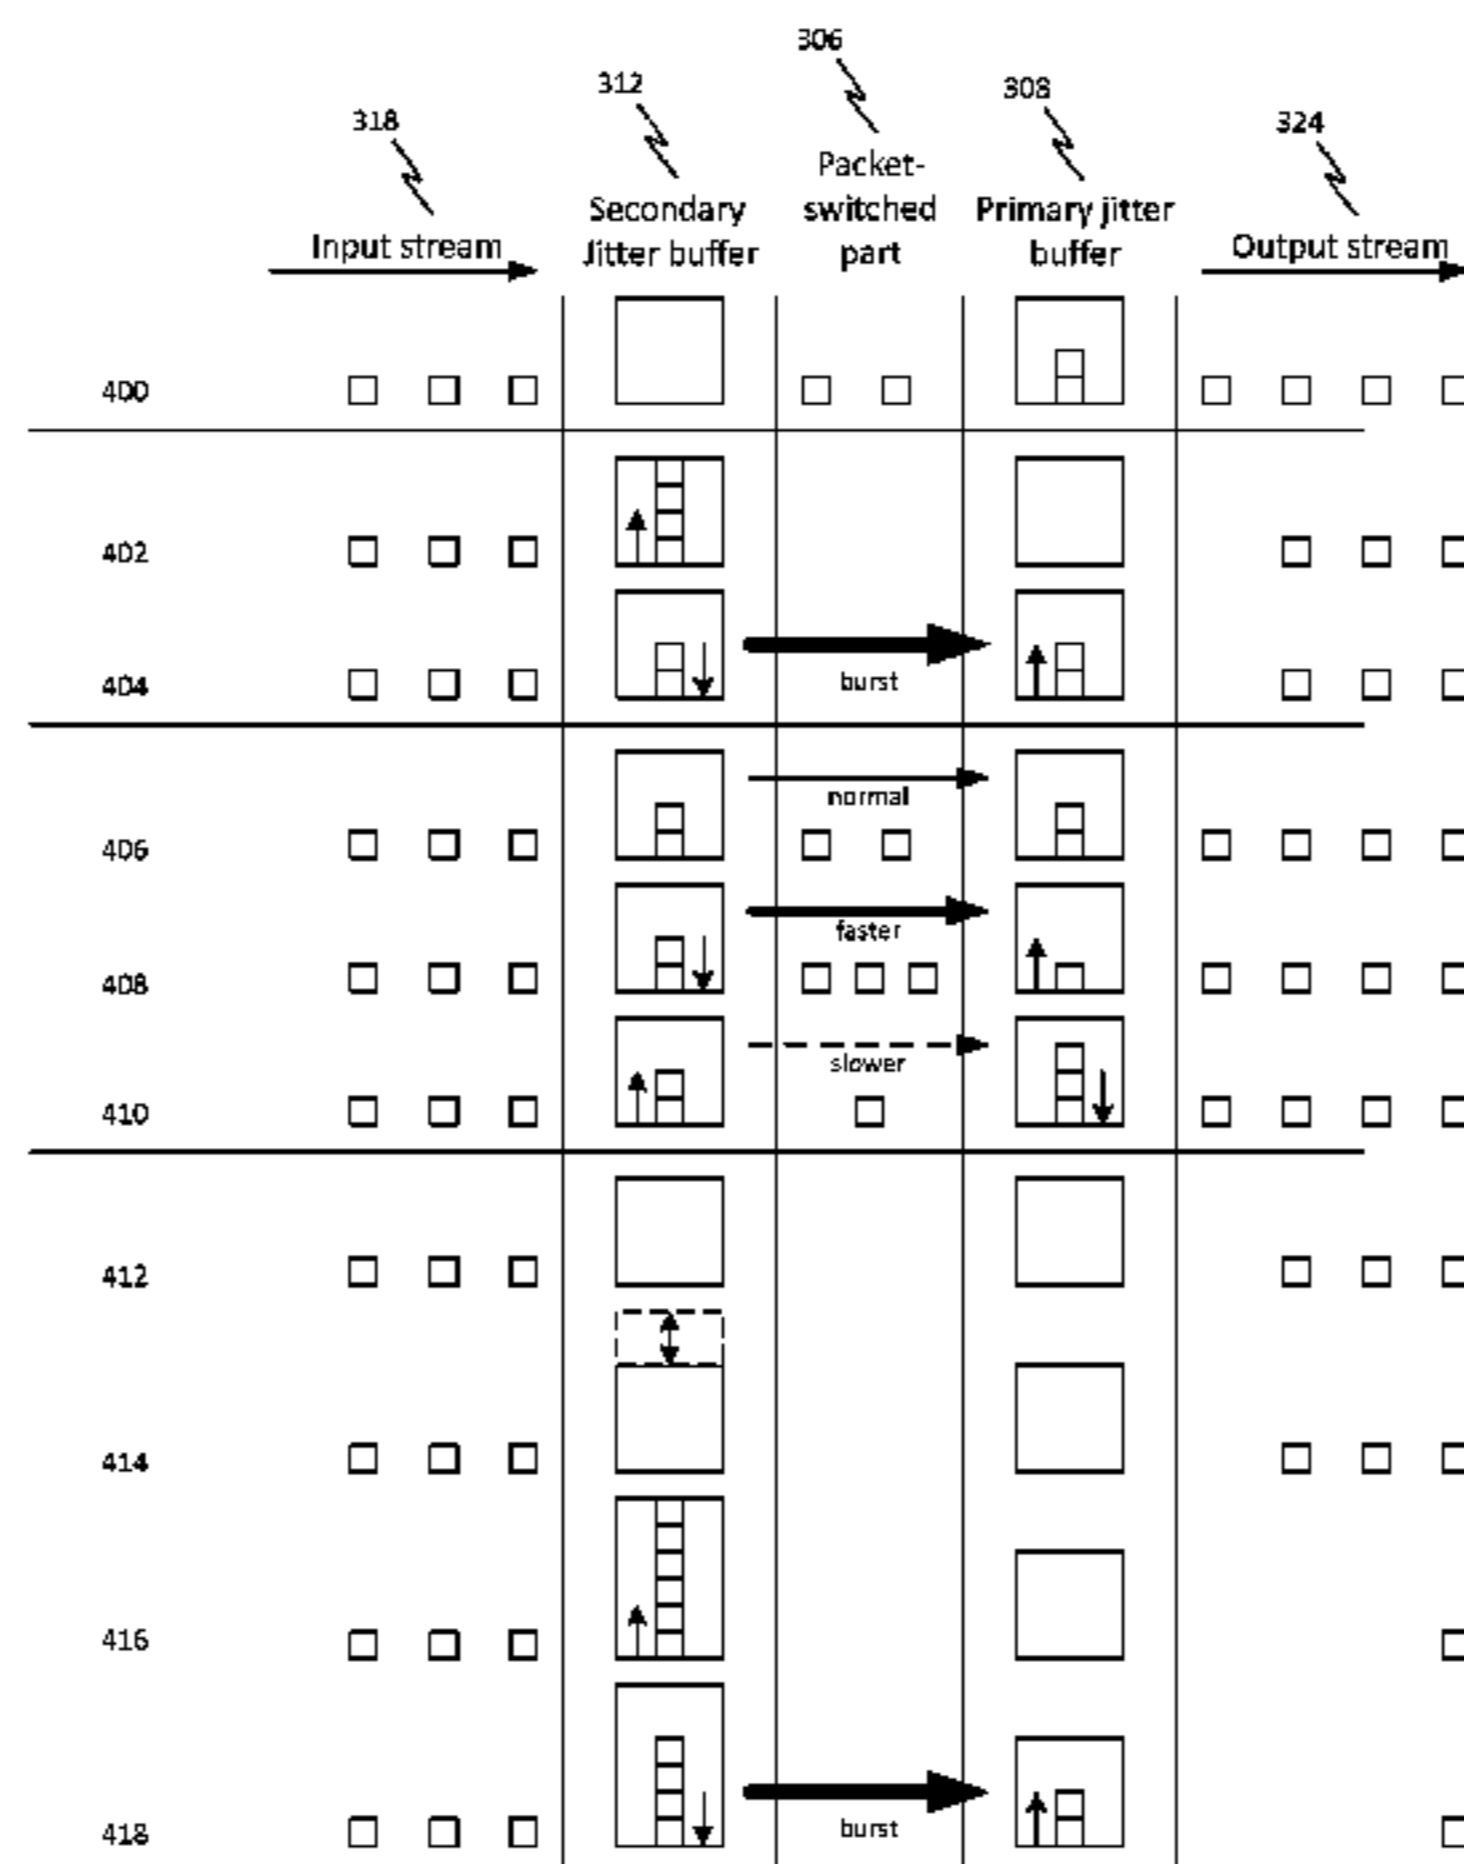 306
312
308
318
324
Packet-
Secondary
switched
Primary jitter
Input stream
Jitter buffer
part
buffer
Output stream
400
402
404
burst
406
normal
408
faster
410
slower
412
414
416
418
burst